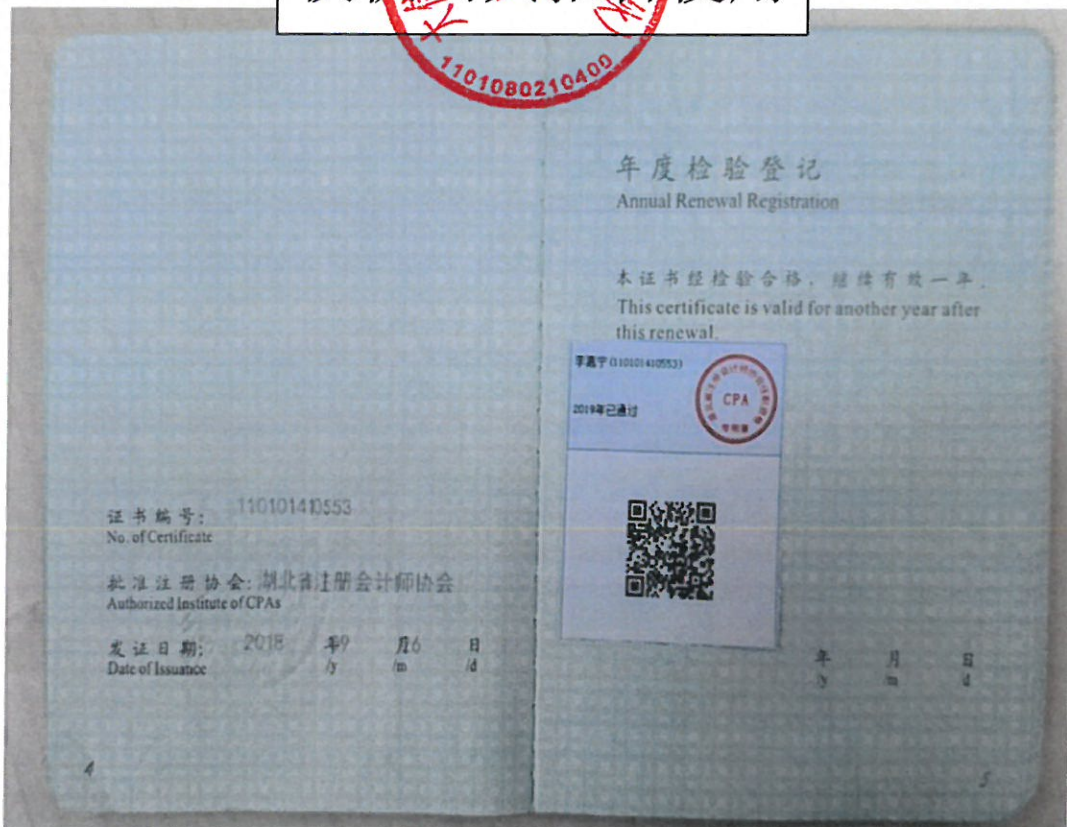 1101080210400
年度检验登记
Annual Renewal Registration
本证书经检验合格，继续有效一年.
This certificate is valid for another year after
this renewal.
(110101410553)
CPA
2019年已通过
证书编号: 110101410553
No. of Certificate
批准注册协会: 湖北省注册会计师协会
Authorized Institute of CPAs
发证日期: 2018 年9 月6 日
Date of Issuance /y /m /d
年 月 日
/y /m /d
4
5